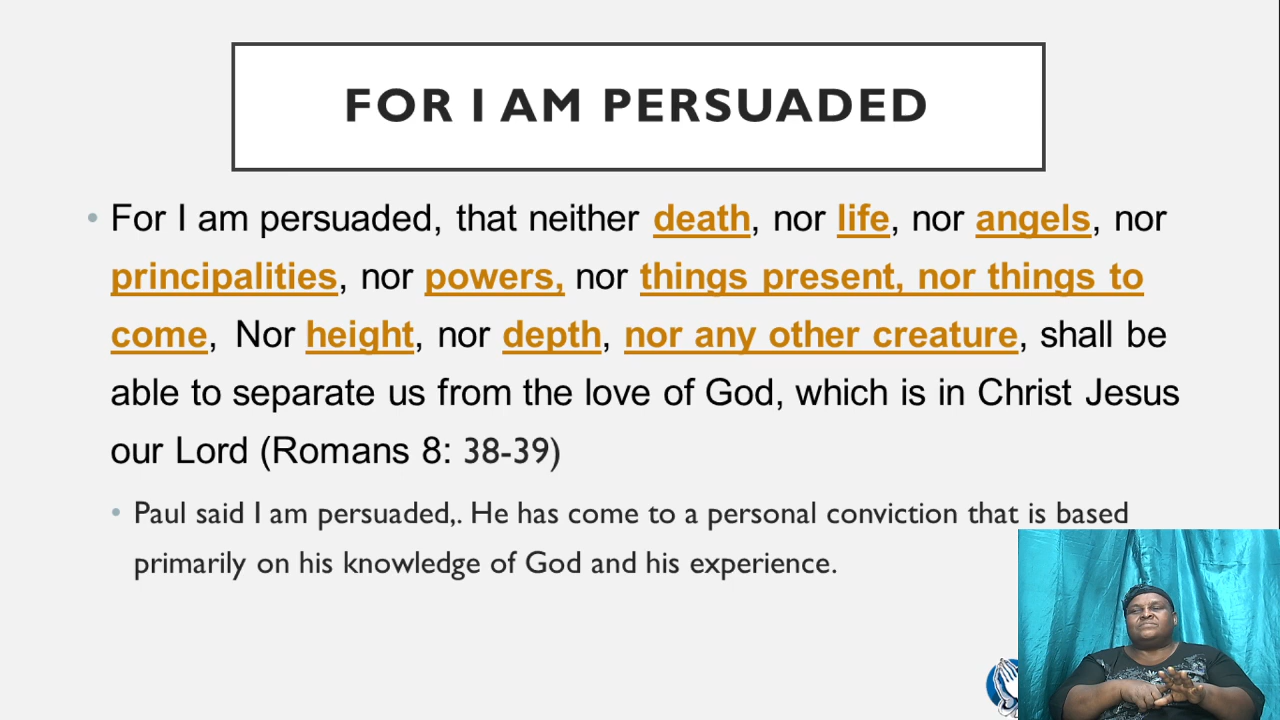 FOR I AM PERSUADED
• For I am persuaded, that neither death, nor life, nor angels, nor
principalities, nor powers, nor things present, nor things to
come, Nor height, nor depth, nor any other creature, shall be
able to separate us from the love of God, which is in Christ Jesus
our Lord (Romans 8: 38-39)
• Paul said I am persuaded,. He has come to a personal conviction that is based
primarily on his knowledge of God and his experience.